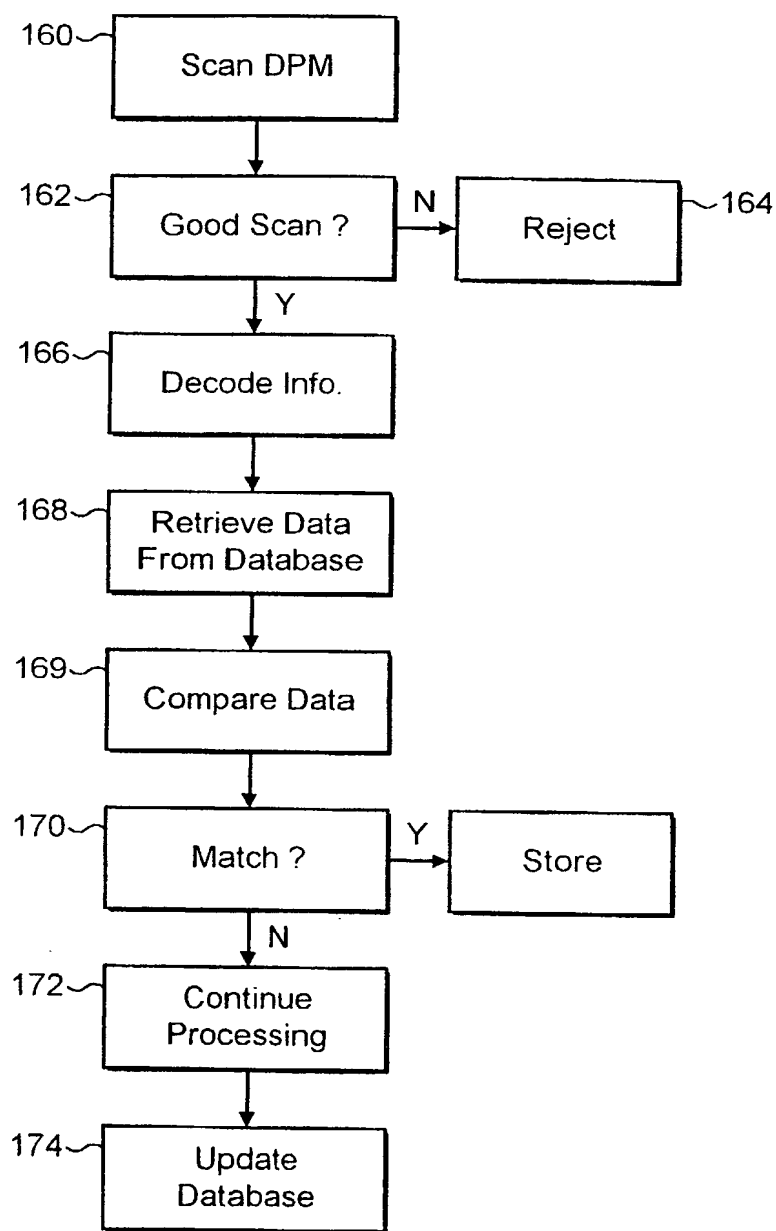 160
Scan DPM
162
Good Scan ?
N
Reject
164
Y
166
Decode Info.
168
Retrieve Data
From Database
169
Compare Data
170
Match ?
Y
Store
N
172
Continue
Processing
174
Update
Database